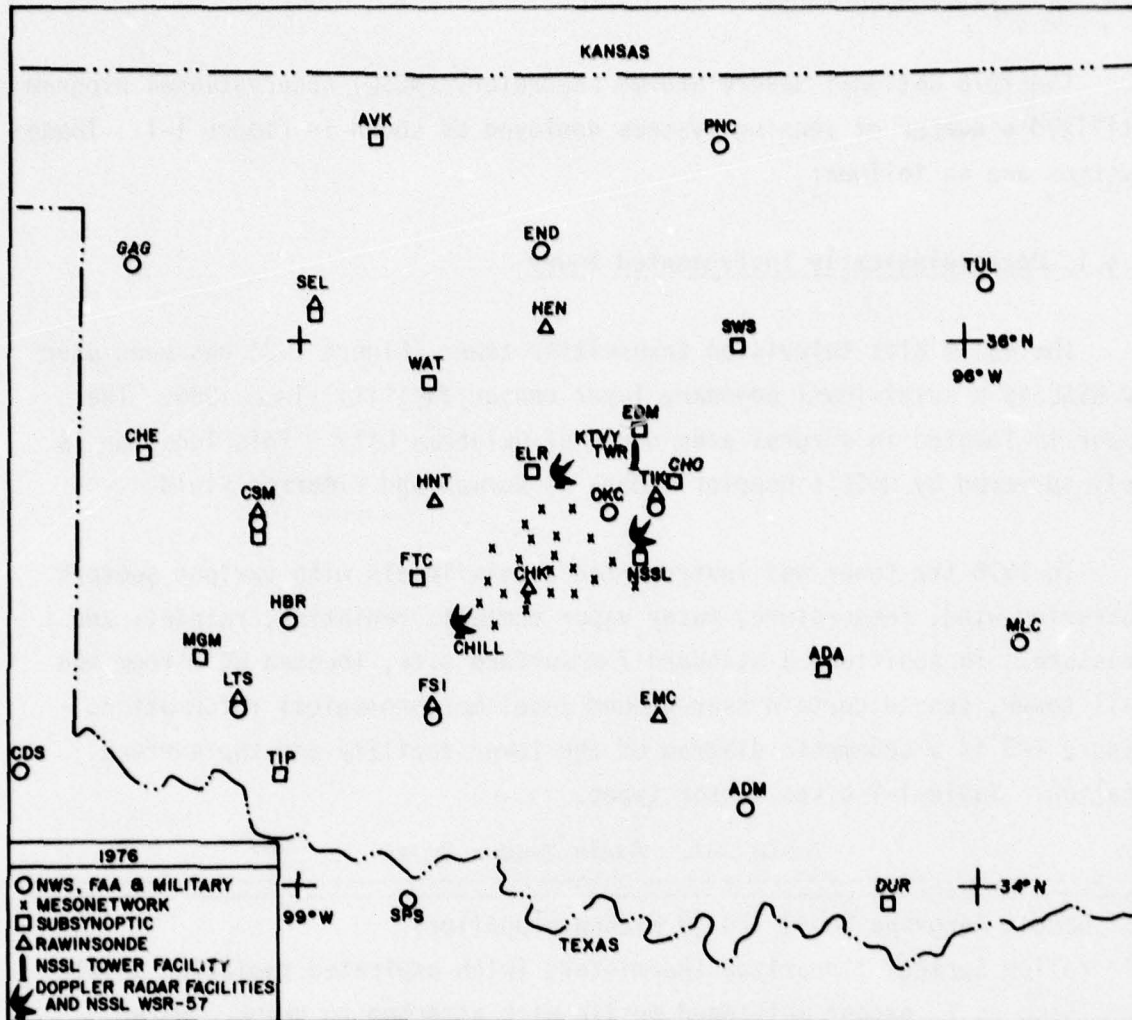 KANSAS
AVK
PNC
GAG
END
TUL
SEL
HEN
SWS
36° N
96° W
WAT
EDM
KTVY
TWR
CHE
ELR
TIK
CHO
HNT
OKC
CSM
FTC
CHK
NSSL
HBR
CHILL
MLC
MGM
ADA
LTS
FSI
EMC
CDS
TIP
ADM
1976
NWS, FAA & MILITARY
MESONETWORK
SUBSYNOPTIC
RAWINSONDE
NSSL TOWER FACILITY
DOPPLER RADAR FACILITIES
AND NSSL WSR-57
99° W
SPS
DUR
34° N
TEXAS